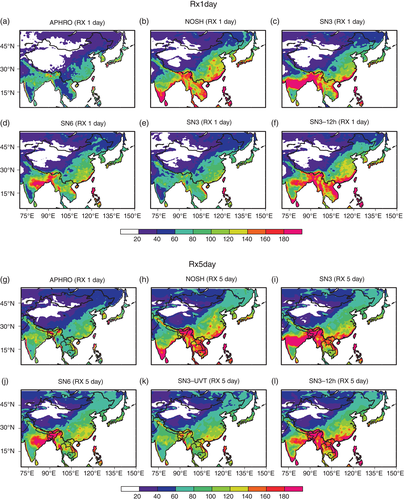 Rx1day
(a) APHRO (RX 1 day) (b) NOSH (RX 1 day) (c) SN3 (RX 1 day)
45°N
30°N
15°N
(d) SN6 (RX 1 day) (e) SN3 (RX 1 day) (f) SN3–12h (RX 1 day)
45°N
30°N
15°N
75°E 90°E 105°E 120°E 135°E 150°E 75°E 90°E 105°E 120°E 135°E 150°E 75°E 90°E 105°E 120°E 135°E 150°E
20 40 60 80 100 120 140 160 180
Rx5day
(g) APHRO (RX 1 day) (h) NOSH (RX 5 day) (i) SN3 (RX 5 day)
45°N
30°N
15°N
(j) SN6 (RX 5 day) (k) SN3–UVT (RX 5 day) (l) SN3–12h (RX 5 day)
45°N
30°N
15°N
75°E 90°E 105°E 120°E 135°E 150°E 75°E 90°E 105°E 120°E 135°E 150°E 75°E 90°E 105°E 120°E 135°E 150°E
20 40 60 80 100 120 140 160 180